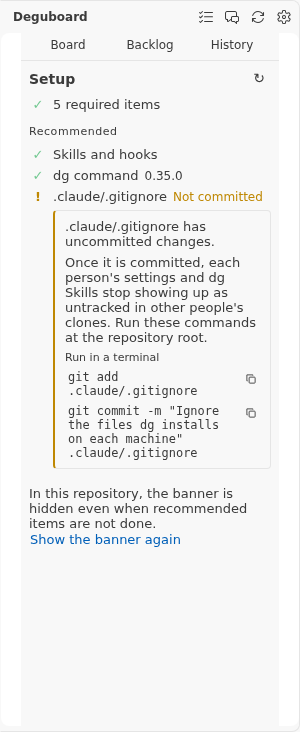 Deguboard
Board Backlog History
Setup
5 required items
Recommended
Skills and hooks
dg command 0.35.0
.claude/.gitignore Not committed
.claude/.gitignore has
uncommitted changes.
Once it is committed, each
person's settings and dg
Skills stop showing up as
untracked in other people's
clones. Run these commands
at the repository root.
Run in a terminal
git add
.claude/.gitignore
git commit -m "Ignore
the files dg installs
on each machine"
.claude/.gitignore
In this repository, the banner is
hidden even when recommended
items are not done.
Show the banner again